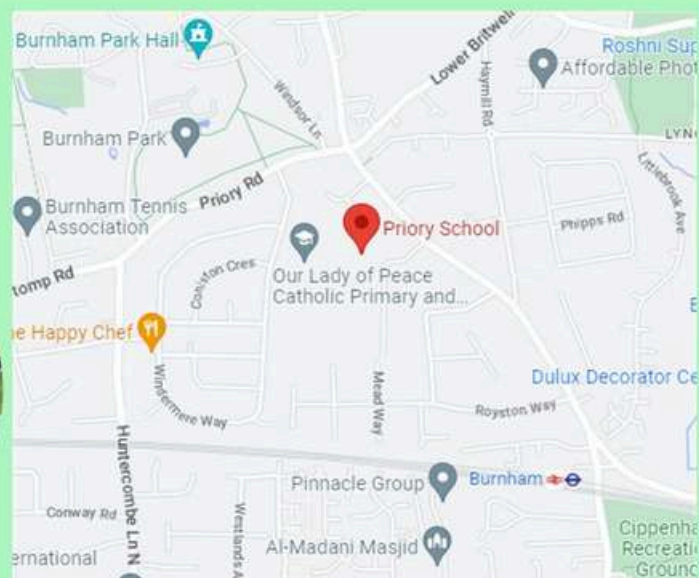 Burnham Park Hall
Roshni Sup
Affordable Phot
Lower Britwell
Haymill Rd
Windsor Ln
Burnham Park
LYN
Littlebrook Ave
Priory Rd
Burnham Tennis
Association
Priory School
Phipps Rd
tomp Rd
Coniston Cres
Our Lady of Peace
Catholic Primary and...
e Happy Chef
Windermere Way
Mead Way
Dulux Decorator Ce
Royston Way
Huntercombe Ln N
Pinnacle Group
Burnham
Conway Rd
Westlands A
Al-Madani Masjid
Cippenha
Recreati
Ground
ernational